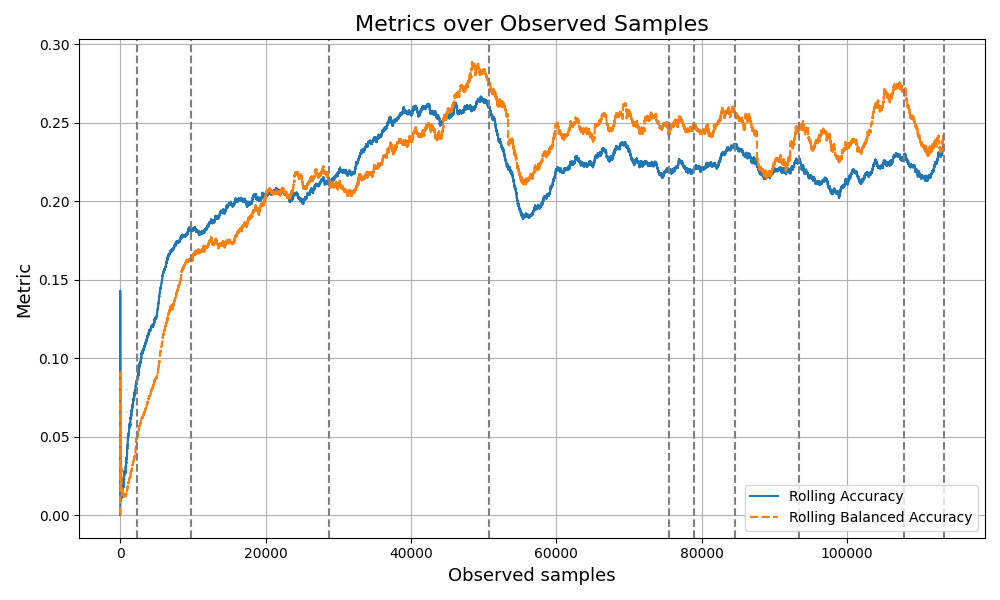 Metrics over Observed Samples
Metric
0.30
0.25
0.20
0.15
0.10
0.05
0.00
0 20000 40000 60000 80000 100000
Observed samples
Rolling Accuracy
Rolling Balanced Accuracy